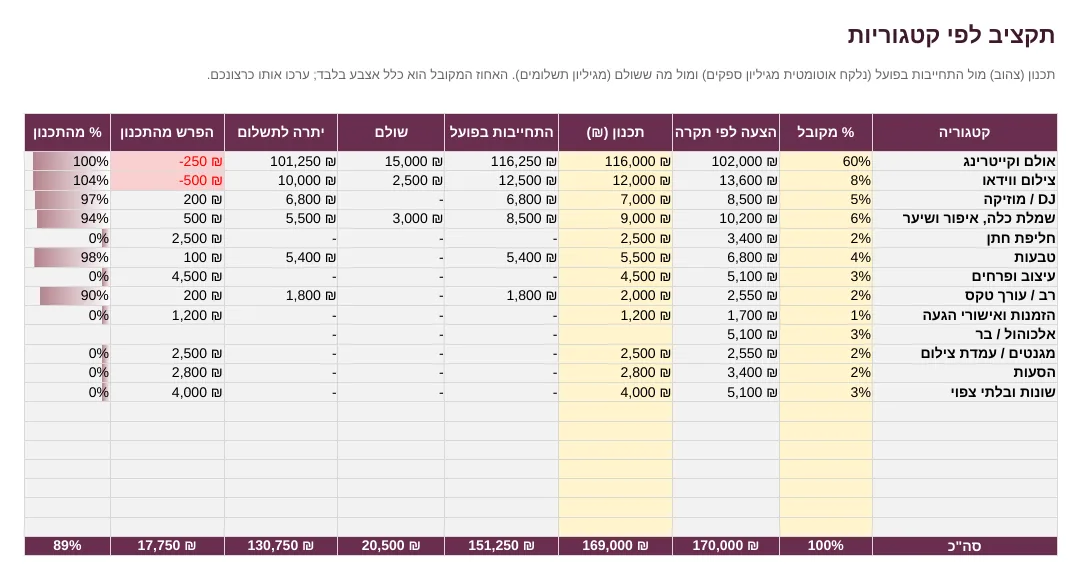 תקציב לפי קטגוריות
תכנון (צהוב) מול התחייבות בפועל (נלקח אוטומטית מגיליון ספקים) ומול מה ששולם (מגיליון תשלומים). האחוז המקובל הוא כלל אצבע בלבד; ערכו אותו כרצונכם.
קטגוריה % מקובל הצעה לפי תקרה תכנון (₪) התחייבות בפועל שולם יתרה לתשלום הפרש מהתכנון % מהתכנון
אולם וקייטרינג 60% 102,000 ₪ 116,000 ₪ 116,250 ₪ 15,000 ₪ 101,250 ₪ -250 ₪ 100%
צילום ווידאו 8% 13,600 ₪ 12,000 ₪ 12,500 ₪ 2,500 ₪ 10,000 ₪ -500 ₪ 104%
DJ / מוזיקה 5% 8,500 ₪ 7,000 ₪ 6,800 ₪ - 6,800 ₪ 200 ₪ 97%
שמלת כלה, איפור ושיער 6% 10,200 ₪ 9,000 ₪ 8,500 ₪ 3,000 ₪ 5,500 ₪ 500 ₪ 94%
חליפת חתן 2% 3,400 ₪ 2,500 ₪ - - - 2,500 ₪ 0%
טבעות 4% 6,800 ₪ 5,500 ₪ 5,400 ₪ - 5,400 ₪ 100 ₪ 98%
עיצוב ופרחים 3% 5,100 ₪ 4,500 ₪ - - - 4,500 ₪ 0%
רב / עורך טקס 2% 2,550 ₪ 2,000 ₪ 1,800 ₪ - 1,800 ₪ 200 ₪ 90%
הזמנות ואישורי הגעה 1% 1,700 ₪ 1,200 ₪ - - - 1,200 ₪ 0%
אלכוהול / בר 3% 5,100 ₪ - - -
מגנטים / עמדת צילום 2% 2,550 ₪ 2,500 ₪ - - - 2,500 ₪ 0%
הסעות 2% 3,400 ₪ 2,800 ₪ - - - 2,800 ₪ 0%
שונות ובלתי צפוי 3% 5,100 ₪ 4,000 ₪ - - - 4,000 ₪ 0%
סה"כ 100% 170,000 ₪ 169,000 ₪ 151,250 ₪ 20,500 ₪ 130,750 ₪ 17,750 ₪ 89%